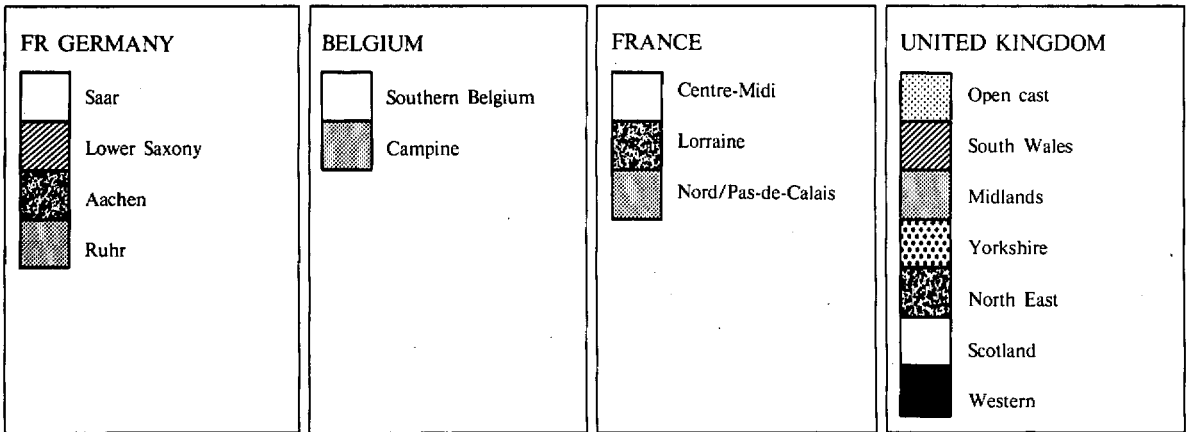 FR GERMANY
Saar
Lower Saxony
Aachen
Ruhr
BELGIUM
Southern Belgium
Campine
FRANCE
Centre-Midi
Lorraine
Nord/Pas-de-Calais
UNITED KINGDOM
Open cast
South Wales
Midlands
Yorkshire
North East
Scotland
Western